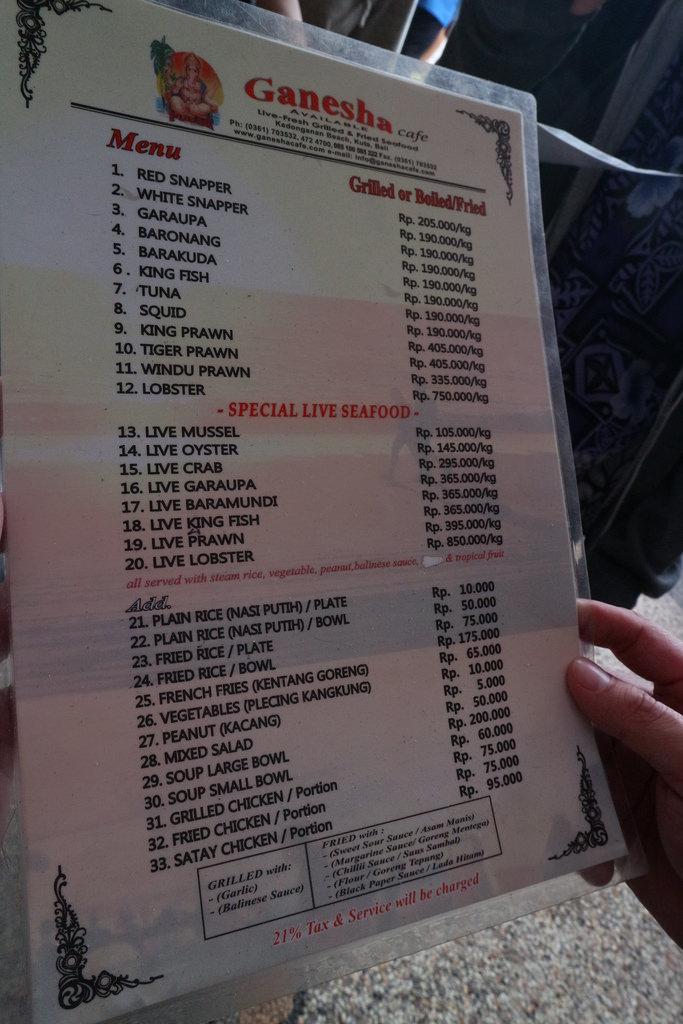 Ganesha cafe
AVAILABLE
Live-Fresh Grilled & Fried Seafood
Kedonganan Beach, Kuta, Bali
Ph: (0361) 703532, 472 4700, Fax. (0361) 703532
www.ganeshacafe.com e-mail: info@ganeshacafe.com
Menu Grilled or Boiled/Fried
1. RED SNAPPER Rp. 205.000/kg
2. WHITE SNAPPER Rp. 190.000/kg
3. GARAUPA Rp. 190.000/kg
4. BARONANG Rp. 190.000/kg
5. BARAKUDA Rp. 190.000/kg
6. KING FISH Rp. 190.000/kg
7. TUNA Rp. 190.000/kg
8. SQUID Rp. 190.000/kg
9. KING PRAWN Rp. 405.000/kg
10. TIGER PRAWN Rp. 405.000/kg
11. WINDU PRAWN Rp. 335.000/kg
12. LOBSTER Rp. 750.000/kg
- SPECIAL LIVE SEAFOOD -
13. LIVE MUSSEL Rp. 105.000/kg
14. LIVE OYSTER Rp. 145.000/kg
15. LIVE CRAB Rp. 295.000/kg
16. LIVE GARAUPA Rp. 365.000/kg
17. LIVE BARAMUNDI Rp. 365.000/kg
18. LIVE KING FISH Rp. 365.000/kg
19. LIVE PRAWN Rp. 395.000/kg
20. LIVE LOBSTER Rp. 850.000/kg
all served with steam rice, vegetable, peanut,balinese sauce, & tropical fruit
Add.
21. PLAIN RICE (NASI PUTIH) / PLATE Rp. 10.000
22. PLAIN RICE (NASI PUTIH) / BOWL Rp. 50.000
23. FRIED RICE / PLATE Rp. 75.000
24. FRIED RICE / BOWL Rp. 175.000
25. FRENCH FRIES (KENTANG GORENG) Rp. 65.000
26. VEGETABLES (PLECING KANGKUNG) Rp. 10.000
27. PEANUT (KACANG) Rp. 5.000
28. MIXED SALAD Rp. 50.000
29. SOUP LARGE BOWL Rp. 200.000
30. SOUP SMALL BOWL Rp. 60.000
31. GRILLED CHICKEN / Portion Rp. 75.000
32. FRIED CHICKEN / Portion Rp. 75.000
33. SATAY CHICKEN / Portion Rp. 95.000
GRILLED with:
- (Garlic)
- (Balinese Sauce)
FRIED with :
- (Sweet Sour Sauce / Asam Manis)
- (Margarine Sauce/ Goreng Mentega)
- (Chillii Sauce / Saus Sambal)
- (Flour / Goreng Tepung)
- (Black Paper Sauce / Lada Hitam)
21% Tax & Service will be charged